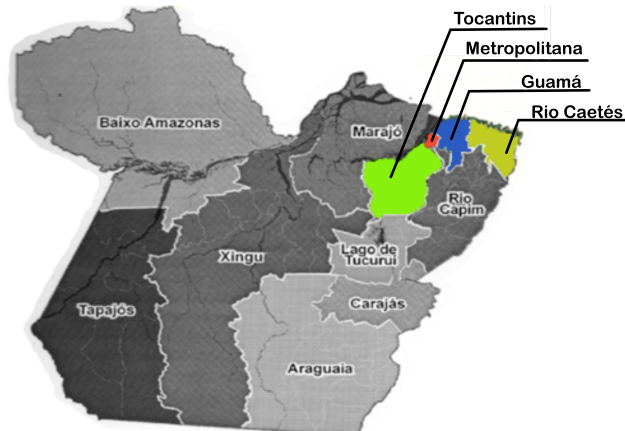 Tocantins
Metropolitana
Guamá
Rio Caetés
Baixo Amazonas
Marajó
Rio
Capim
Xingu
Lago de
Tucuruí
Tapajós
Carajás
Araguaia